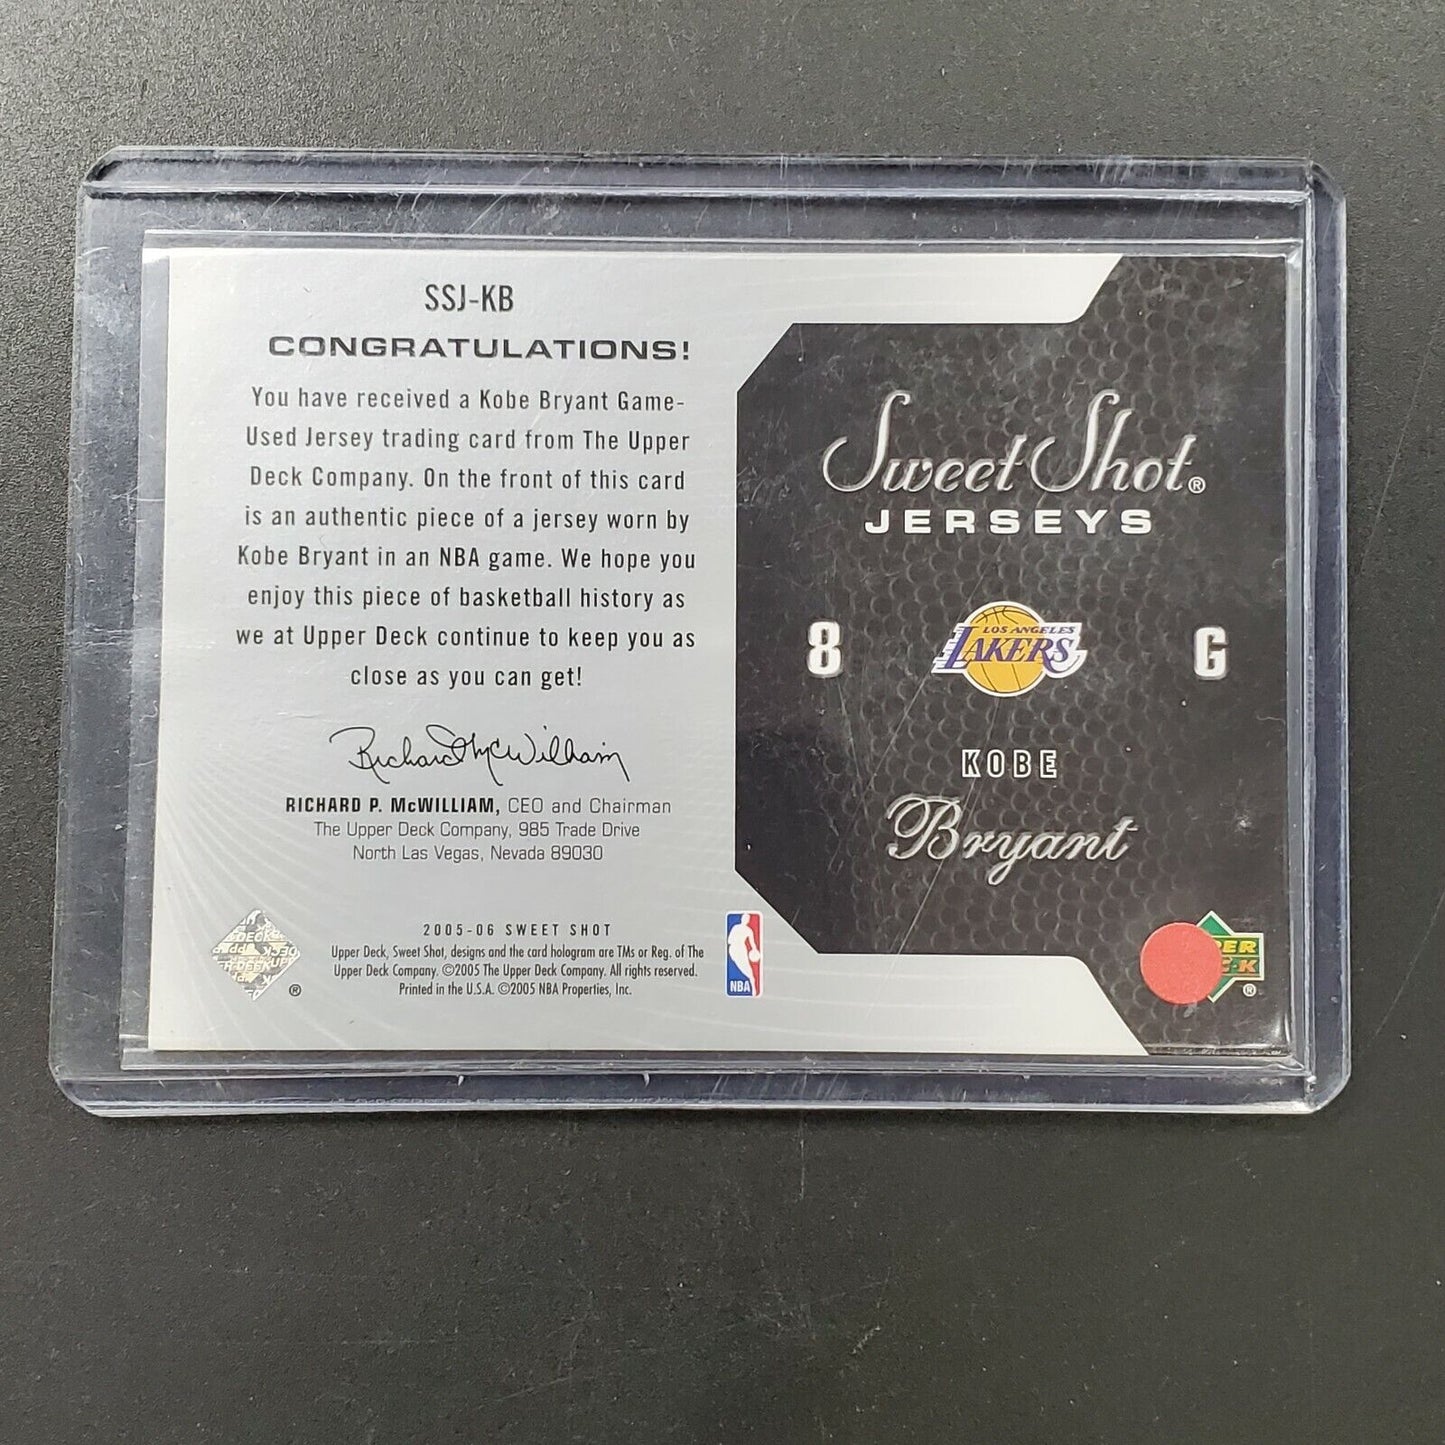 SSJ-KB
CONGRATULATIONS!
You have received a Kobe Bryant Game-
Used Jersey trading card from The Upper
Deck Company. On the front of this card
is an authentic piece of a jersey worn by
Kobe Bryant in an NBA game. We hope you
enjoy this piece of basketball history as
we at Upper Deck continue to keep you as
close as you can get!
Richard McWilliam
RICHARD P. McWILLIAM, CEO and Chairman
The Upper Deck Company, 985 Trade Drive
North Las Vegas, Nevada 89030
2005-06 SWEET SHOT
Upper Deck, Sweet Shot, designs and the card hologram are TMs or Reg. of The
Upper Deck Company. ©2005 The Upper Deck Company. All rights reserved.
Printed in the U.S.A. ©2005 NBA Properties, Inc.
®
NBA
Sweet Shot®
JERSEYS
8
LOS ANGELES
LAKERS
G
KOBE
Bryant
®